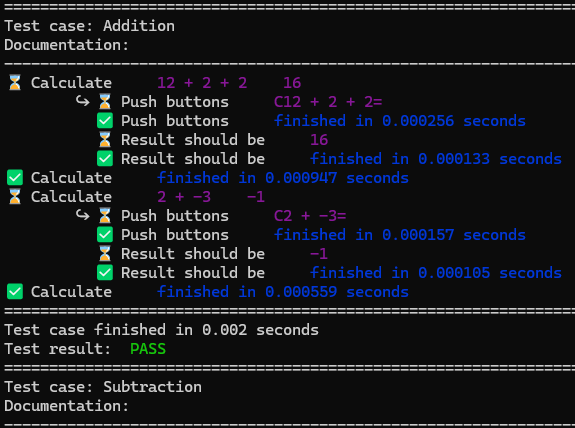 ================================================================
Test case: Addition
Documentation:
----------------------------------------------------------------
⌛ Calculate     12 + 2 + 2    16
↪ ⌛ Push buttons     C12 + 2 + 2=
✅ Push buttons     finished in 0.000256 seconds
⌛ Result should be     16
✅ Result should be     finished in 0.000133 seconds
✅ Calculate     finished in 0.000947 seconds
⌛ Calculate     2 + -3    -1
↪ ⌛ Push buttons     C2 + -3=
✅ Push buttons     finished in 0.000157 seconds
⌛ Result should be     -1
✅ Result should be     finished in 0.000105 seconds
✅ Calculate     finished in 0.000559 seconds
================================================================
Test case finished in 0.002 seconds
Test result:  PASS
================================================================
Test case: Subtraction
Documentation:
----------------------------------------------------------------